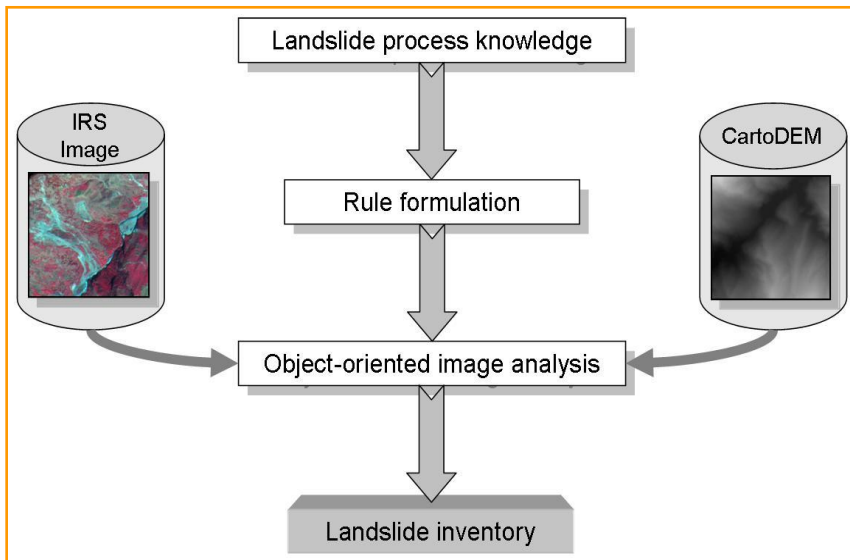 Landslide process knowledge
IRS
Image
CartoDEM
Rule formulation
Object-oriented image analysis
Landslide inventory